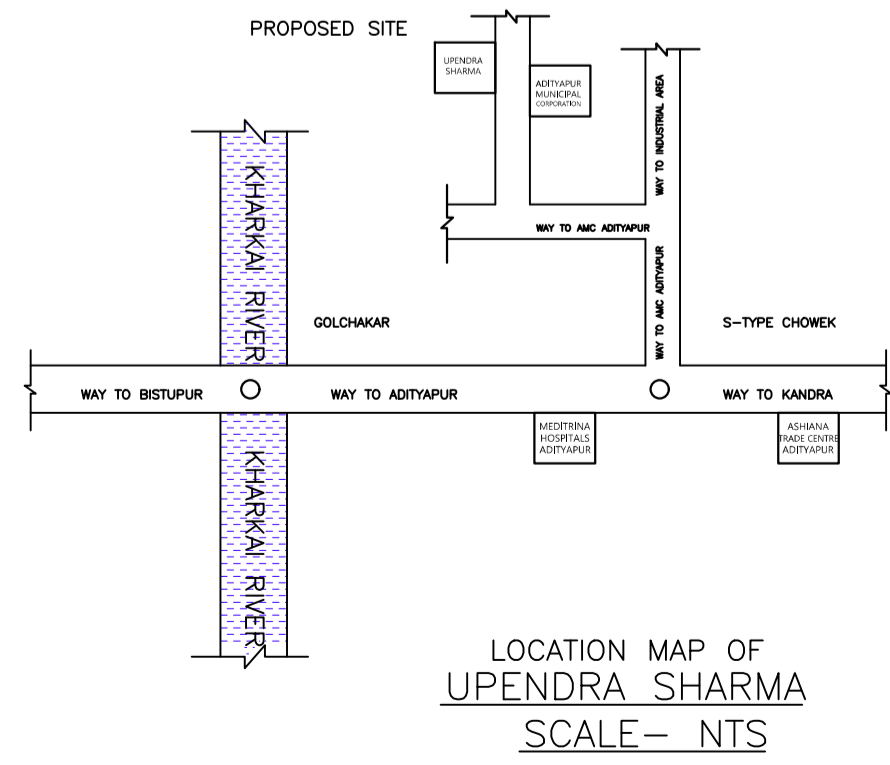 PROPOSED SITE
UPENDRA
SHARMA
ADITYAPUR
MUNICIPAL
CORPORATION
WAY TO INDUSTRIAL AREA
WAY TO AMC ADITYAPUR
WAY TO AMC ADITYAPUR
KHARKAI RIVER
GOLCHAKAR
S-TYPE CHOWEK
WAY TO BISTUPUR
WAY TO ADITYAPUR
WAY TO KANDRA
MEDITRINA
HOSPITALS
ADITYAPUR
ASHIANA
TRADE CENTRE
ADITYAPUR
KHARKAI RIVER
LOCATION MAP OF
UPENDRA SHARMA
SCALE- NTS